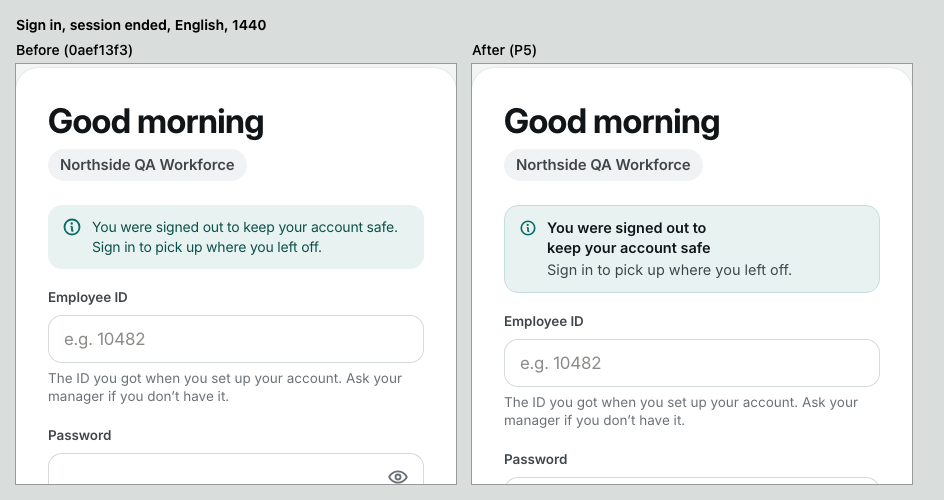 Sign in, session ended, English, 1440
Before (0aef13f3)
Good morning
Northside QA Workforce
You were signed out to keep your account safe.
Sign in to pick up where you left off.
Employee ID
e.g. 10482
The ID you got when you set up your account. Ask your
manager if you don’t have it.
Password
After (P5)
Good morning
Northside QA Workforce
You were signed out to
keep your account safe
Sign in to pick up where you left off.
Employee ID
e.g. 10482
The ID you got when you set up your account. Ask your
manager if you don’t have it.
Password